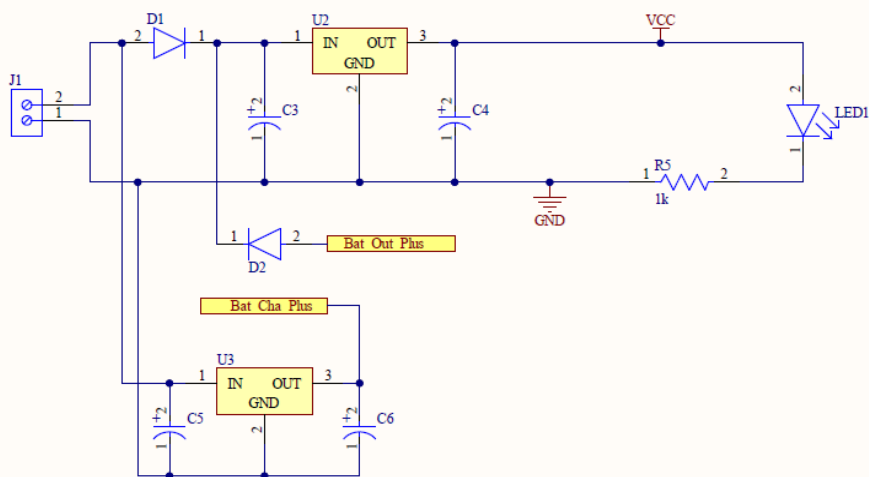 D1
2
1
U2
1
IN
OUT
3
GND
2
VCC
J1
2
1
+
2
C3
1
+
2
C4
1
2
LED1
1
R5
1
2
1k
GND
1
2
Bat Out Plus
D2
Bat Cha Plus
U3
1
IN
OUT
3
GND
2
+
2
C5
1
+
2
C6
1